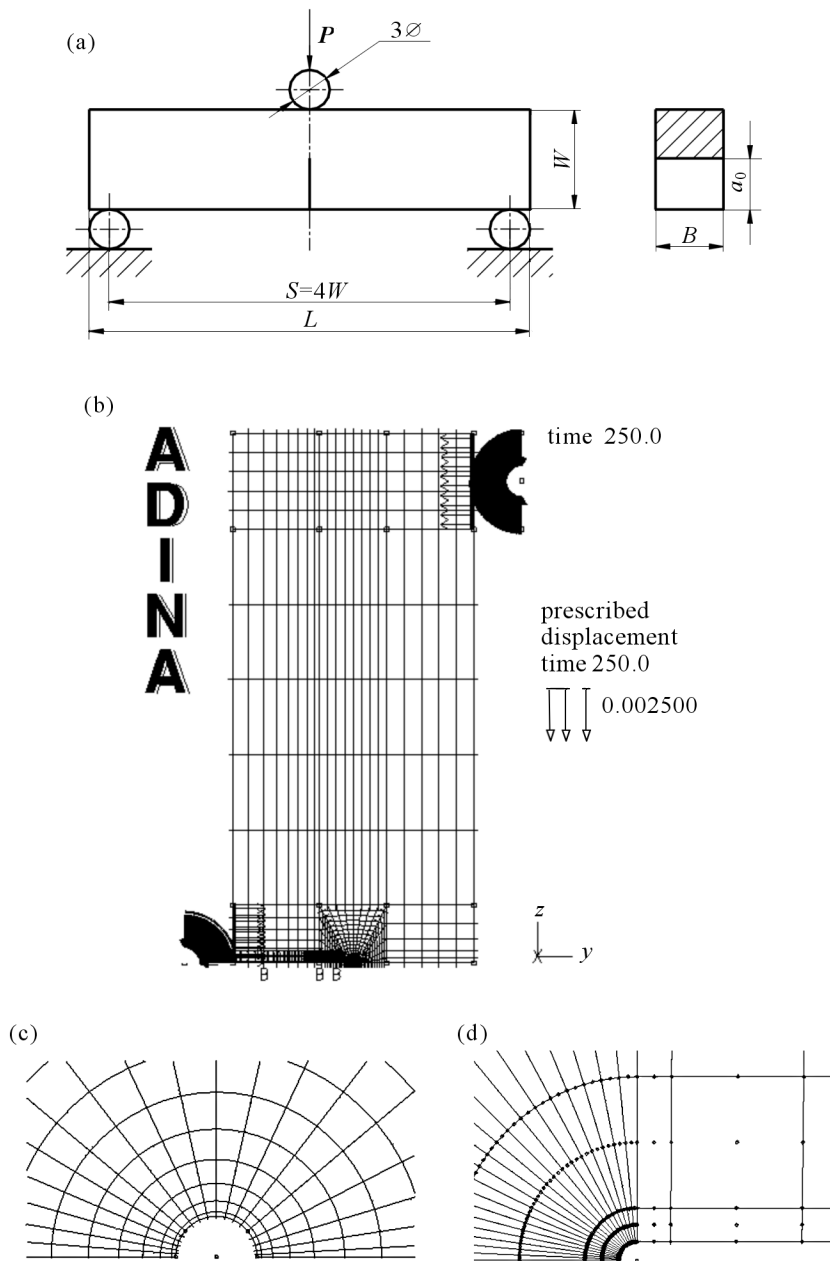 (a)
P
3∅
W
a0
B
S=4W
L
(b)
ADINA
time 250.0
prescribed
displacement
time 250.0
0.002500
z
y
B B B
(c)
(d)